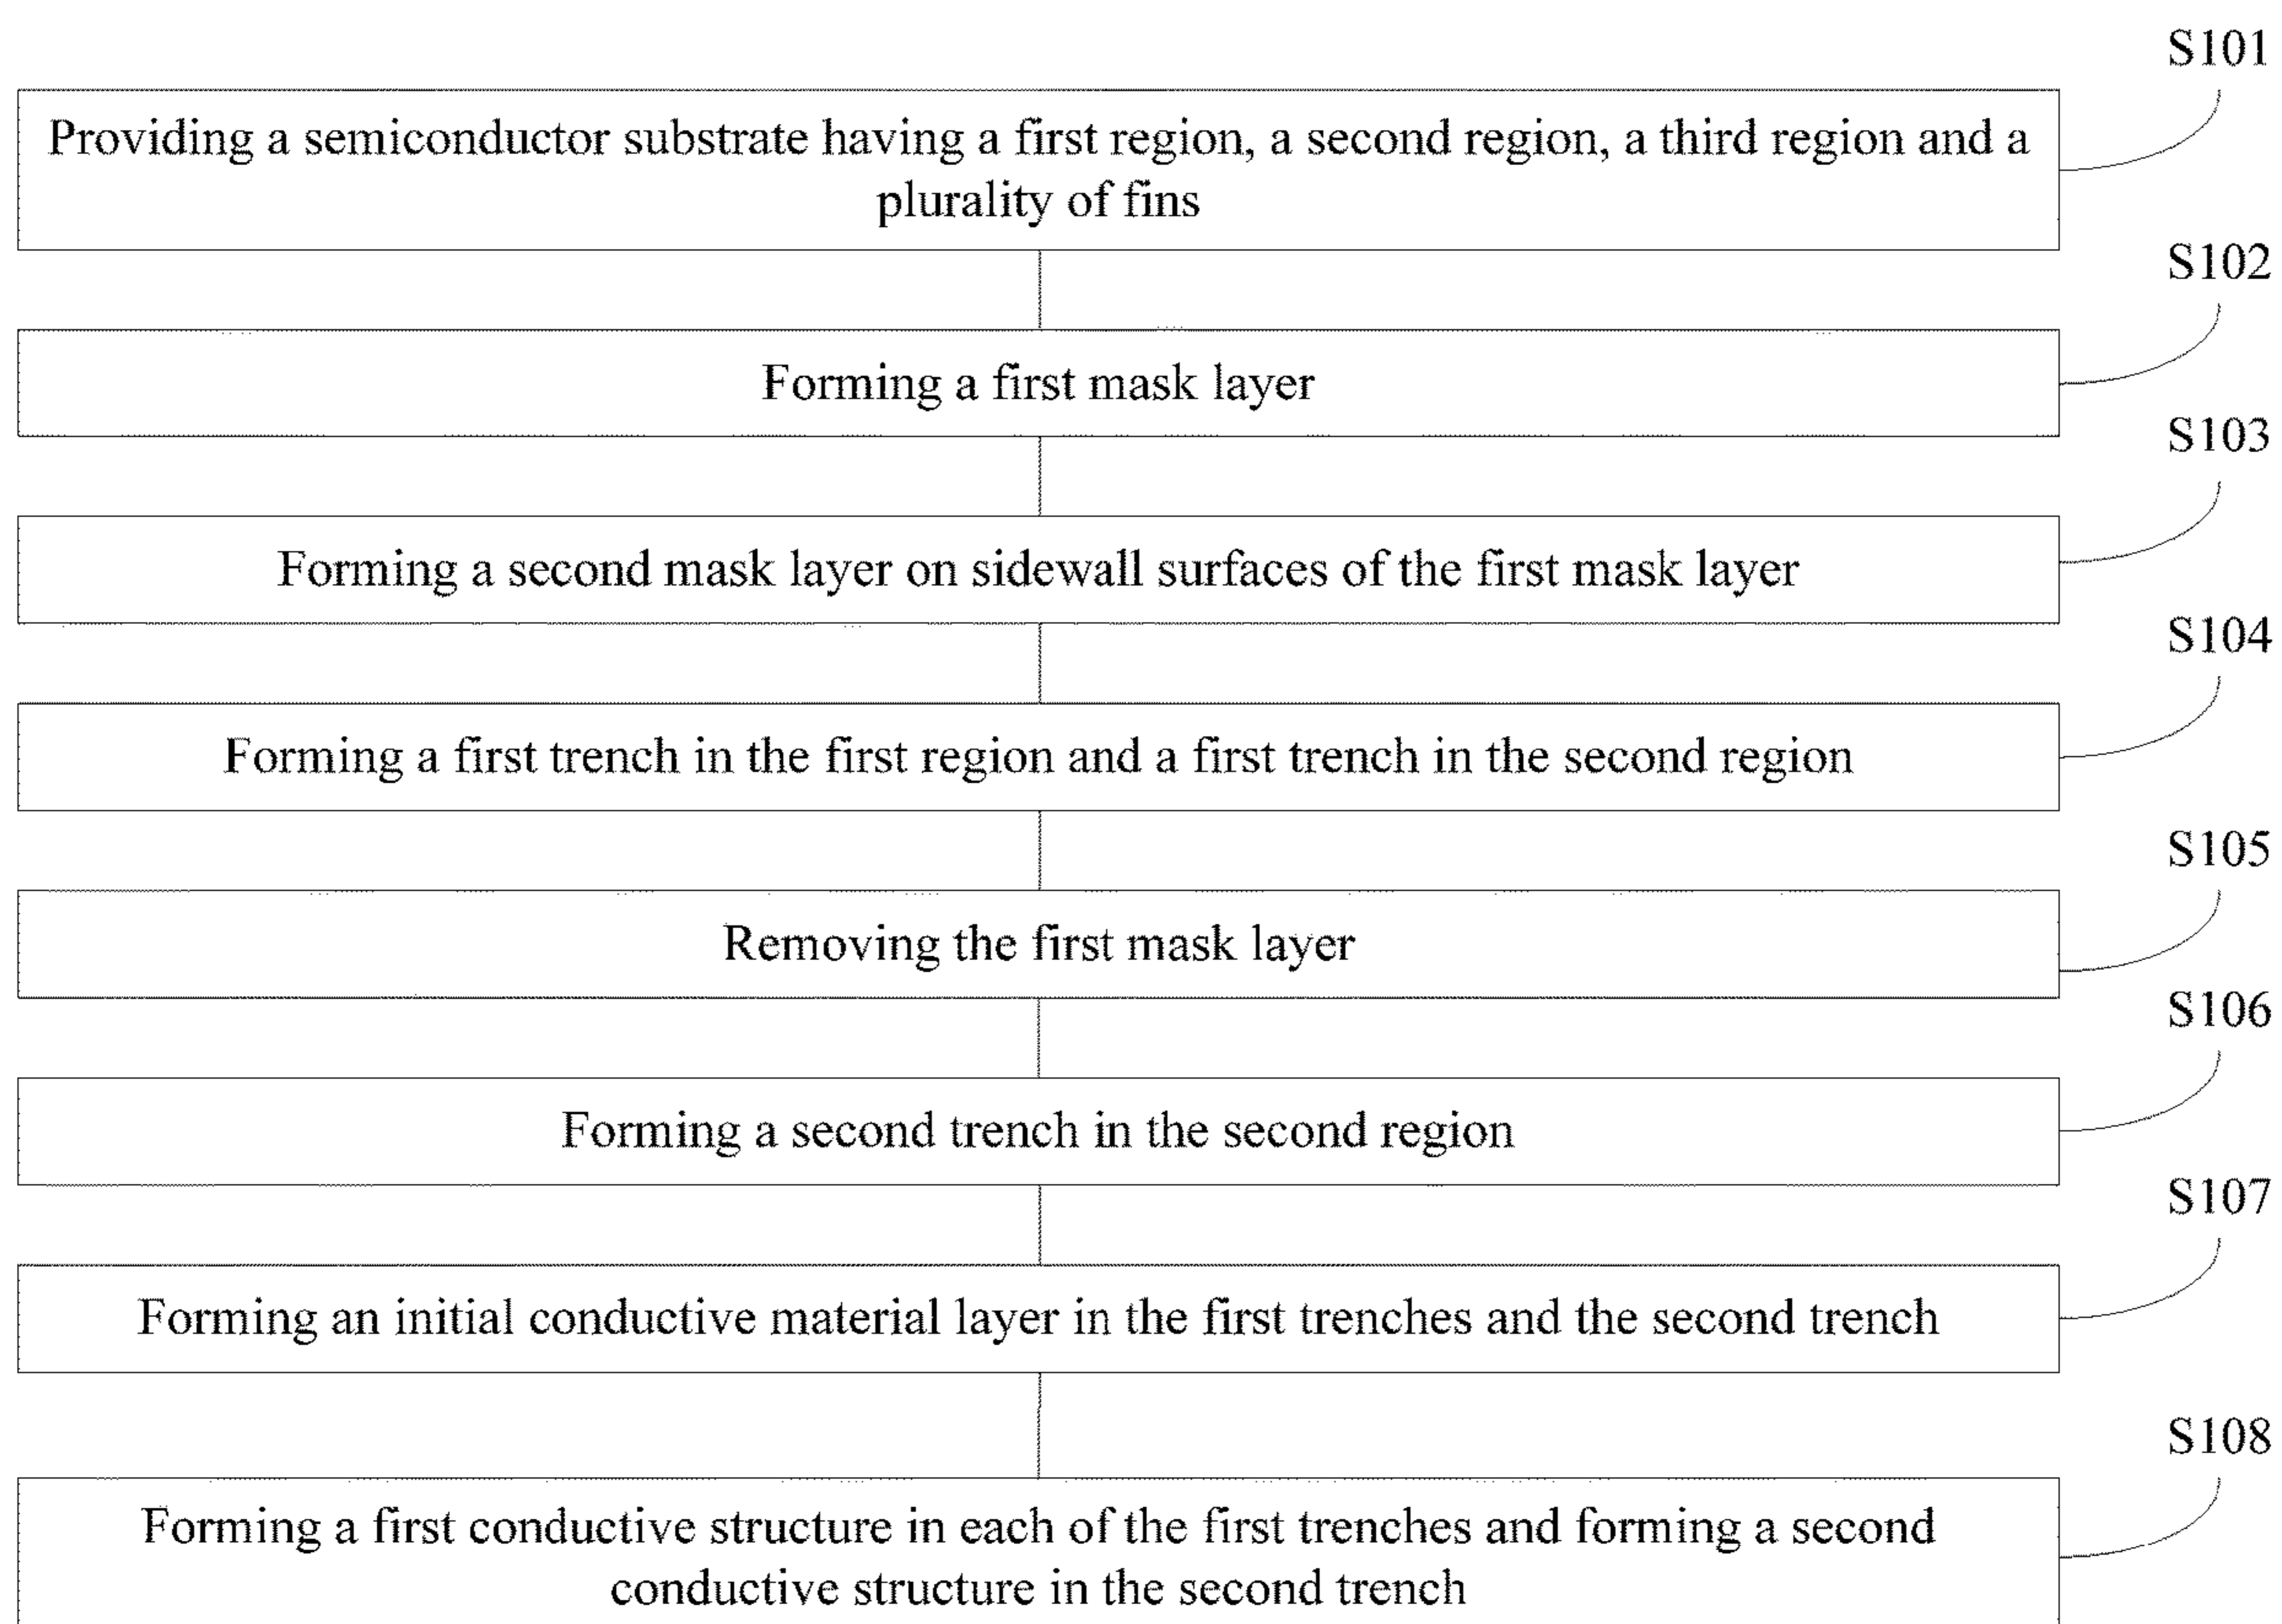 S101
Providing a semiconductor substrate having a first region, a second region, a third region and a
plurality of fins
S102
Forming a first mask layer
S103
Forming a second mask layer on sidewall surfaces of the first mask layer
S104
Forming a first trench in the first region and a first trench in the second region
S105
Removing the first mask layer
S106
Forming a second trench in the second region
S107
Forming an initial conductive material layer in the first trenches and the second trench
S108
Forming a first conductive structure in each of the first trenches and forming a second
conductive structure in the second trench